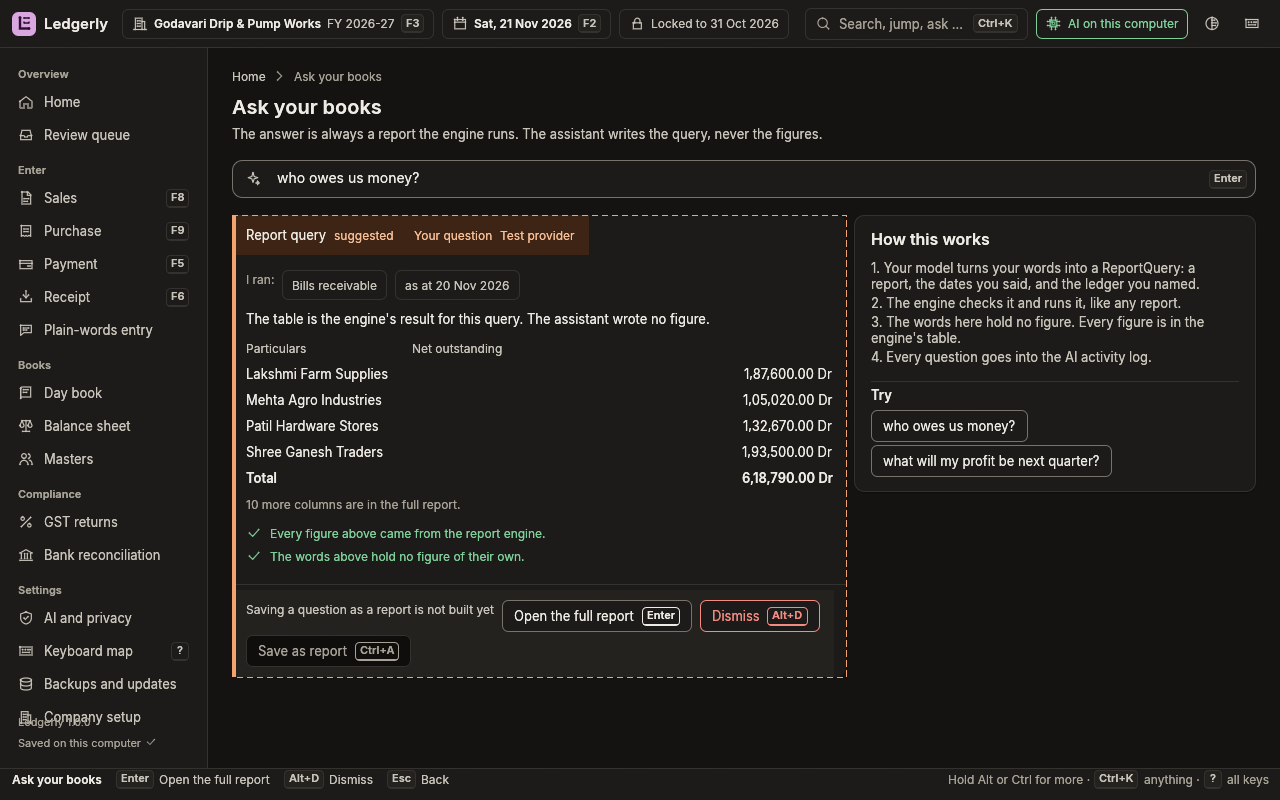 Ledgerly
Godavari Drip & Pump Works FY 2026-27 F3
Sat, 21 Nov 2026 F2
Locked to 31 Oct 2026
Search, jump, ask ... Ctrl+K
AI on this computer
Overview
Home
Review queue
Enter
Sales F8
Purchase F9
Payment F5
Receipt F6
Plain-words entry
Books
Day book
Balance sheet
Masters
Compliance
GST returns
Bank reconciliation
Settings
AI and privacy
Keyboard map ?
Backups and updates
Company setup
Ledgerly 1.0.0
Saved on this computer
Home > Ask your books
Ask your books
The answer is always a report the engine runs. The assistant writes the query, never the figures.
who owes us money? Enter
Report query suggested Your question Test provider
I ran: Bills receivable as at 20 Nov 2026
The table is the engine's result for this query. The assistant wrote no figure.
Particulars Net outstanding
Lakshmi Farm Supplies 1,87,600.00 Dr
Mehta Agro Industries 1,05,020.00 Dr
Patil Hardware Stores 1,32,670.00 Dr
Shree Ganesh Traders 1,93,500.00 Dr
Total 6,18,790.00 Dr
10 more columns are in the full report.
Every figure above came from the report engine.
The words above hold no figure of their own.
Saving a question as a report is not built yet
Open the full report Enter
Dismiss Alt+D
Save as report Ctrl+A
How this works
1. Your model turns your words into a ReportQuery: a
report, the dates you said, and the ledger you named.
2. The engine checks it and runs it, like any report.
3. The words here hold no figure. Every figure is in the
engine's table.
4. Every question goes into the AI activity log.
Try
who owes us money?
what will my profit be next quarter?
Ask your books Enter Open the full report Alt+D Dismiss Esc Back
Hold Alt or Ctrl for more · Ctrl+K anything · ? all keys